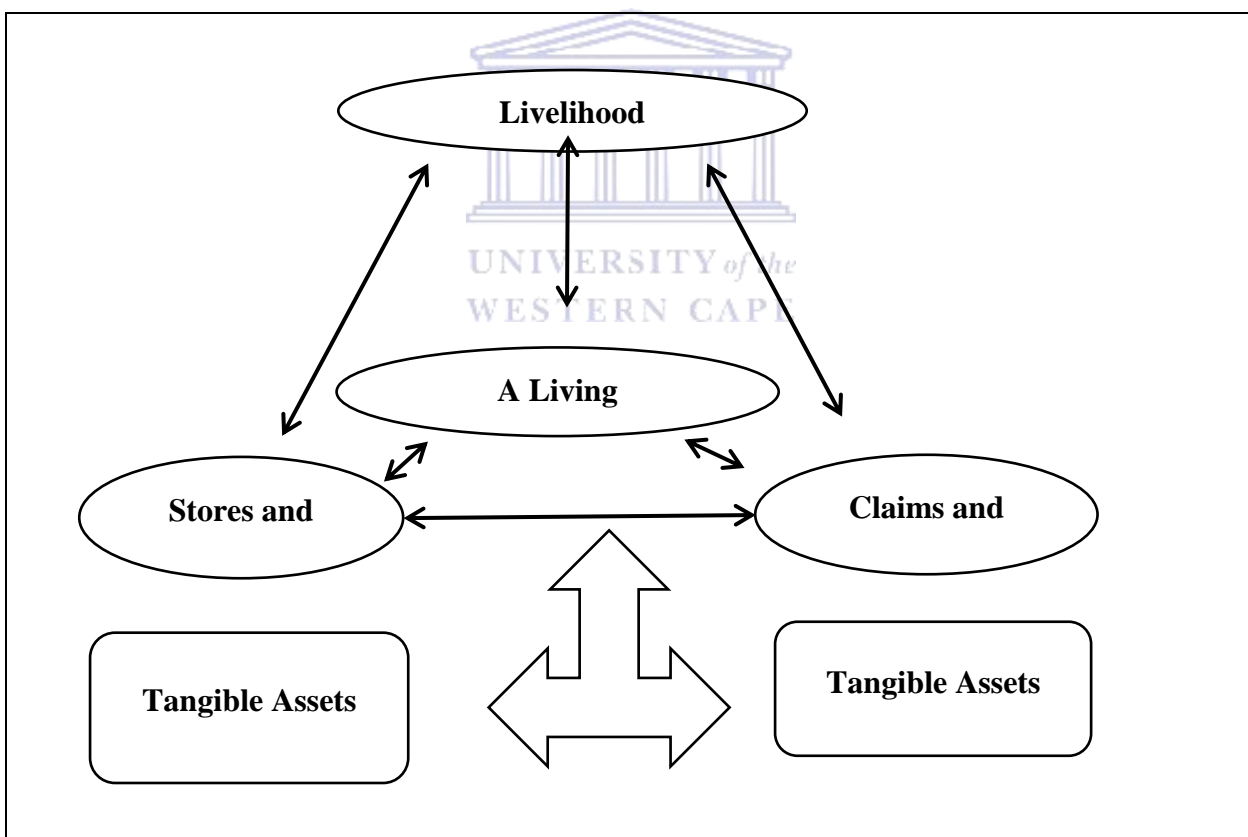 Livelihood
UNIVERSITY of the
WESTERN CAPE
A Living
Stores and
Claims and
Tangible Assets
Tangible Assets